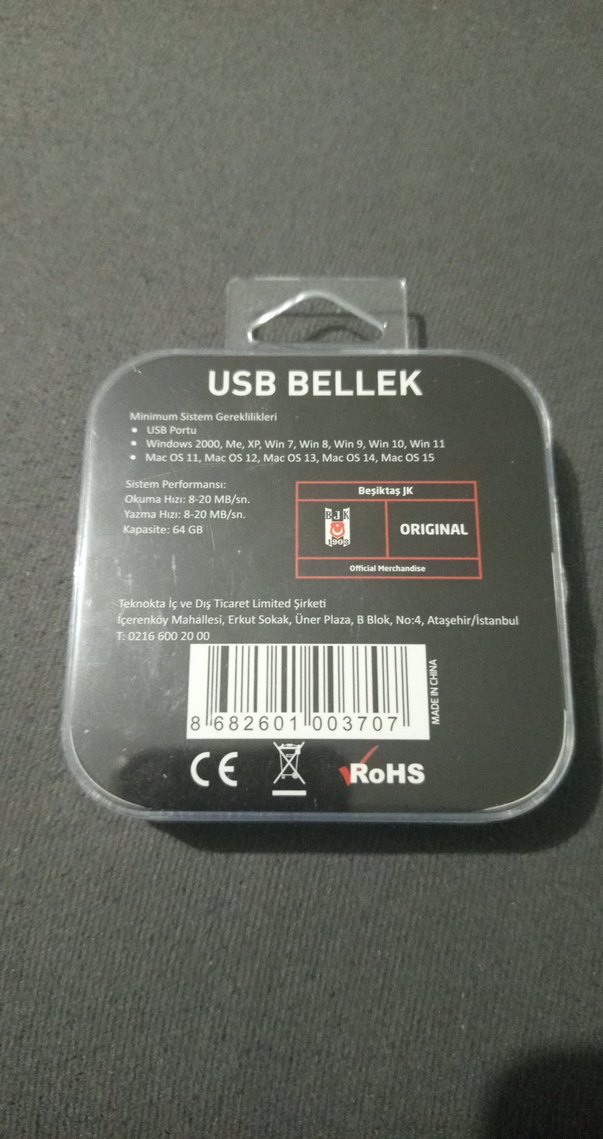 USB BELLEK
Minimum Sistem Gereklilikleri
• USB Portu
• Windows 2000, Me, XP, Win 7, Win 8, Win 9, Win 10, Win 11
• Mac OS 11, Mac OS 12, Mac OS 13, Mac OS 14, Mac OS 15
Sistem Performansı:
Okuma Hızı: 8-20 MB/sn.
Yazma Hızı: 8-20 MB/sn.
Kapasite: 64 GB
Beşiktaş JK
BJK
1903
ORIGINAL
Official Merchandise
Teknokta İç ve Dış Ticaret Limited Şirketi
İçerenköy Mahallesi, Erkut Sokak, Üner Plaza, B Blok, No:4, Ataşehir/İstanbul
T: 0216 600 20 00
8 682601 003707
MADE IN CHINA
CE
RoHS